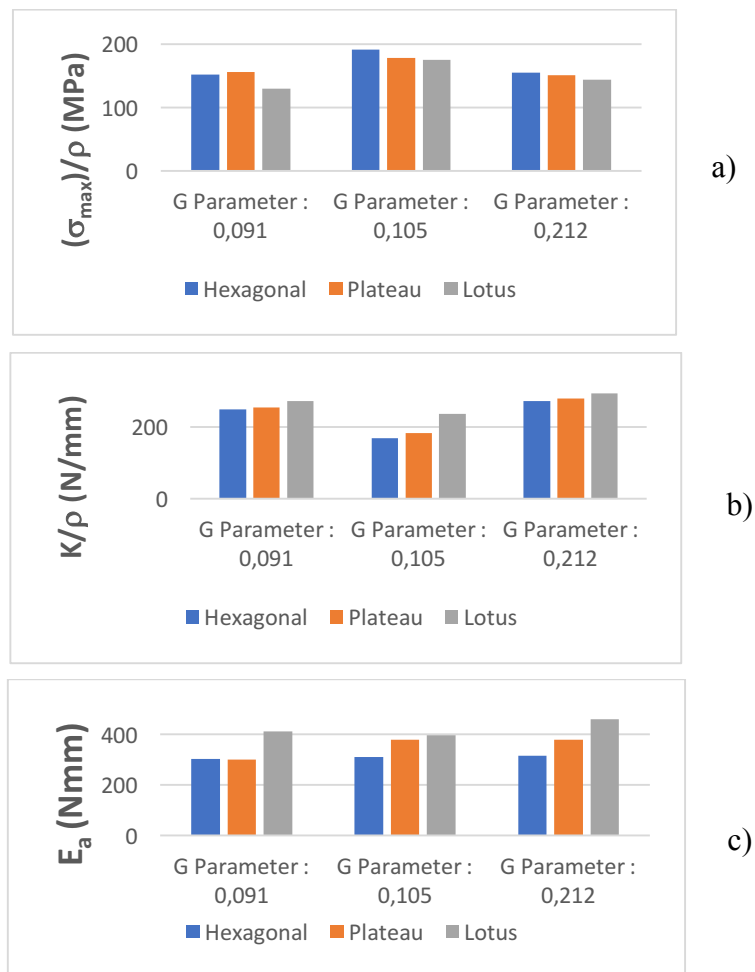 (σmax)/ρ (MPa)
200
100
0
G Parameter : 0,091
G Parameter : 0,105
G Parameter : 0,212
Hexagonal Plateau Lotus
a)
K/ρ (N/mm)
200
0
G Parameter : 0,091
G Parameter : 0,105
G Parameter : 0,212
Hexagonal Plateau Lotus
b)
Ea (Nmm)
400
200
0
G Parameter : 0,091
G Parameter : 0,105
G Parameter : 0,212
Hexagonal Plateau Lotus
c)